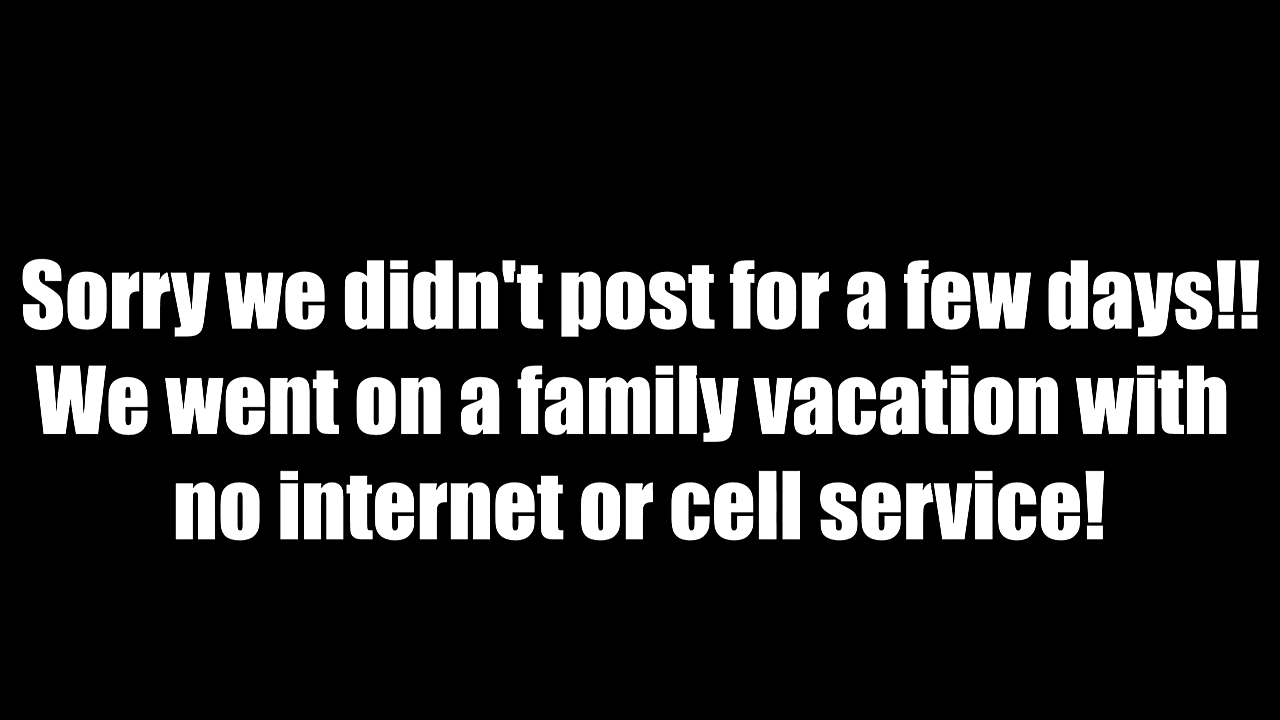 Sorry we didn't post for a few days!!
We went on a family vacation with
no internet or cell service!